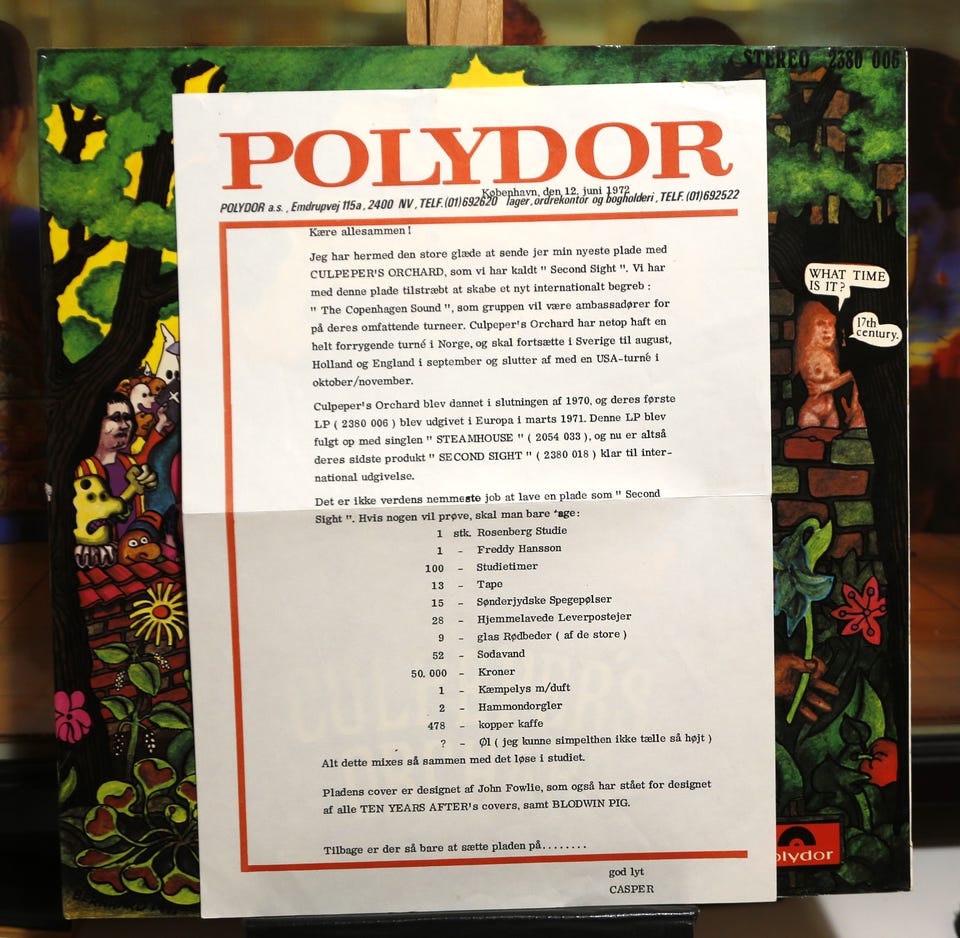 STEREO 2380 006
POLYDOR
København, den 12. juni 1972
POLYDOR a.s., Emdrupvej 115a, 2400 NV, TELF. (01) 692620 lager, ordrekontor og bogholderi, TELF. (01) 692522
Kære allesammen!
Jeg har hermed den store glæde at sende jer min nyeste plade med
CULPEPER'S ORCHARD, som vi har kaldt " Second Sight ". Vi har
med denne plade tilstræbt at skabe et nyt internationalt begreb :
" The Copenhagen Sound ", som gruppen vil være ambassadører for
på deres omfattende turneer. Culpeper's Orchard har netop haft en
helt forrygende turné i Norge, og skal fortsætte i Sverige til august,
Holland og England i september og slutter af med en USA-turné i
oktober/november.
Culpeper's Orchard blev dannet i slutningen af 1970, og deres første
LP ( 2380 006 ) blev udgivet i Europa i marts 1971. Denne LP blev
fulgt op med singlen " STEAMHOUSE " ( 2054 033 ), og nu er altså
deres sidste produkt " SECOND SIGHT " ( 2380 018 ) klar til inter-
national udgivelse.
Det er ikke verdens nemmeste job at lave en plade som " Second
Sight ". Hvis nogen vil prøve, skal man bare 'age:
1 stk. Rosenberg Studie
1 - Freddy Hansson
100 - Studietimer
13 - Tape
15 - Sønderjydske Spegepølser
28 - Hjemmelavede Leverpostejer
9 - glas Rødbeder ( af de store )
52 - Sodavand
50.000 - Kroner
1 - Kæmpelys m/duft
2 - Hammondorgler
478 - kopper kaffe
? - Øl ( jeg kunne simpelthen ikke tælle så højt )
Alt dette mixes så sammen med det løse i studiet.
Pladens cover er designet af John Fowlie, som også har stået for designet
af alle TEN YEARS AFTER's covers, samt BLODWIN PIG.
Tilbage er der så bare at sætte pladen på........
god lyt
CASPER
WHAT TIME
IS IT?
17th
century.
olydor